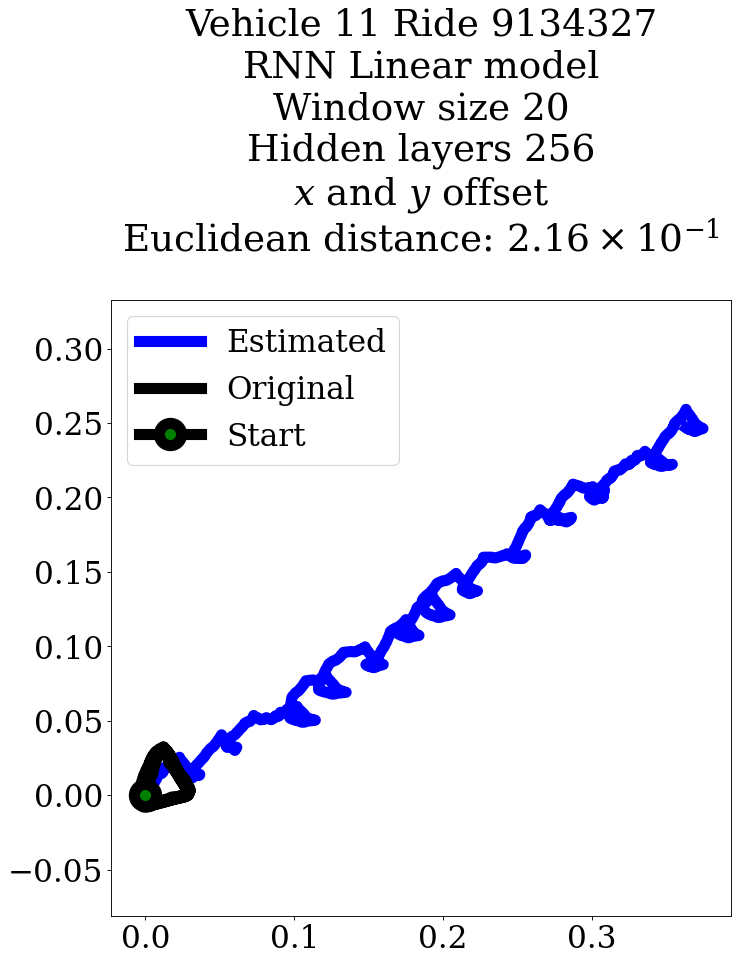 Vehicle 11 Ride 9134327
RNN Linear model
Window size 20
Hidden layers 256
x and y offset
Euclidean distance: 2.16 × 10⁻¹
Estimated
Original
Start
0.30
0.25
0.20
0.15
0.10
0.05
0.00
−0.05
0.0 0.1 0.2 0.3